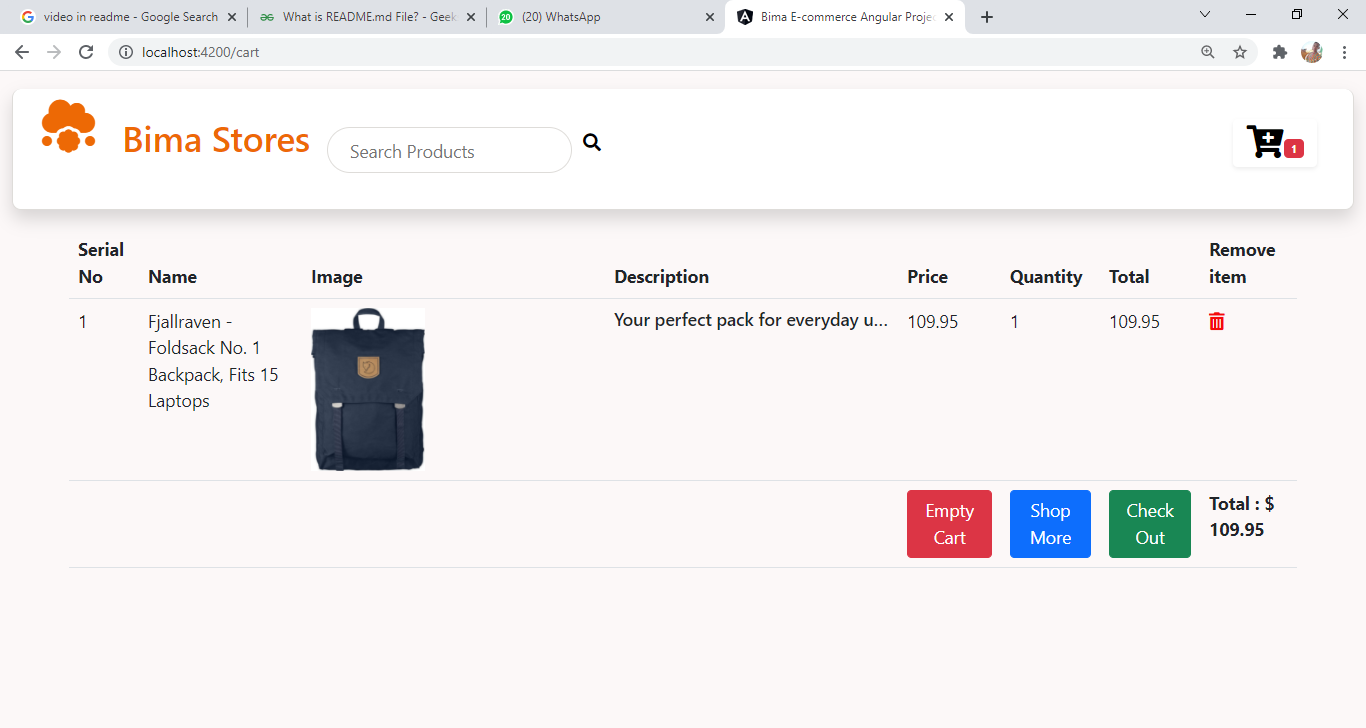 video in readme - Google Search
What is README.md File? - Geek
20
(20) WhatsApp
Bima E-commerce Angular Projec
localhost:4200/cart
Bima Stores
Search Products
1
Serial No
Name
Image
Description
Price
Quantity
Total
Remove item
1
Fjallraven -
Foldsack No. 1
Backpack, Fits 15
Laptops
Your perfect pack for everyday u...
109.95
1
109.95
Empty
Cart
Shop
More
Check
Out
Total : $
109.95